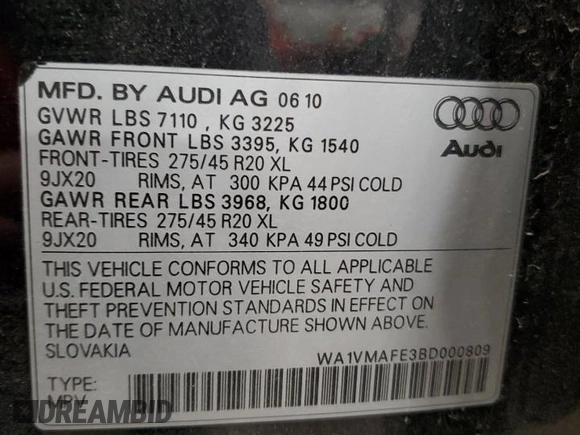 MFD. BY AUDI AG 06 10
GVWR LBS 7110 , KG 3225
GAWR FRONT LBS 3395, KG 1540
FRONT-TIRES 275/45 R20 XL
9JX20 RIMS, AT 300 KPA 44 PSI COLD
GAWR REAR LBS 3968, KG 1800
REAR-TIRES 275/45 R20 XL
9JX20 RIMS, AT 340 KPA 49 PSI COLD
Audi
THIS VEHICLE CONFORMS TO ALL APPLICABLE
U.S. FEDERAL MOTOR VEHICLE SAFETY AND
THEFT PREVENTION STANDARDS IN EFFECT ON
THE DATE OF MANUFACTURE SHOWN ABOVE.
SLOVAKIA WA1VMAFE3BD000809
TYPE:
MPV
DREAMBID